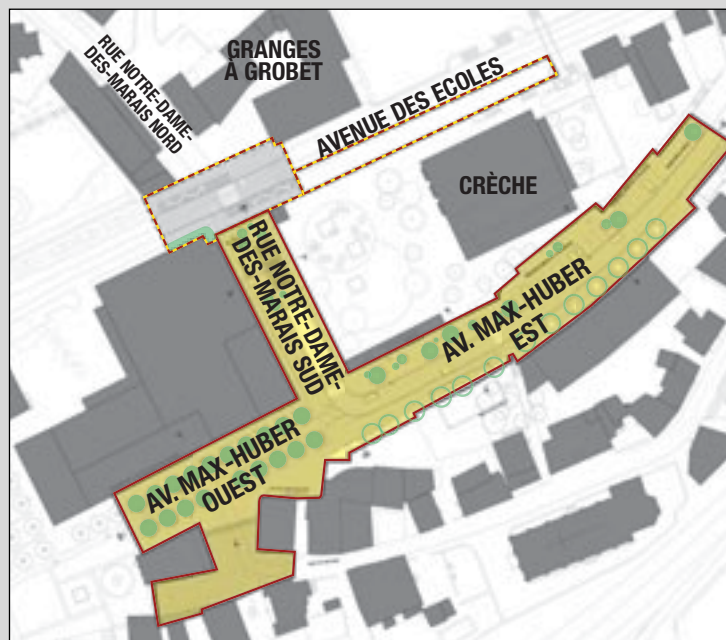 GRANGES
À GROBET
RUE NOTRE-DAME-
DES-MARAIS NORD
AVENUE DES ECOLES
CRÈCHE
RUE NOTRE-DAME-
DES-MARAIS SUD
AV. MAX-HUBER
EST
AV. MAX-HUBER
OUEST